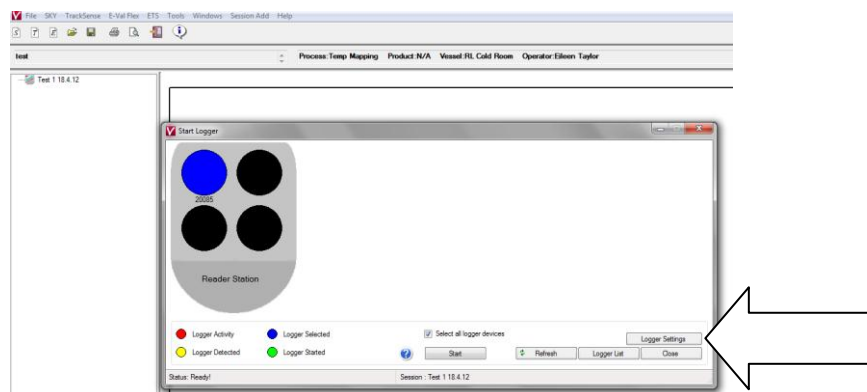 File SKY TrackSense E-Val Flex ETS Tools Windows Session Add Help
test Process:Temp Mapping Product:N/A Vessel:RL Cold Room Operator:Eileen Taylor
Test 1 18.4.12
Start Logger
20085
Reader Station
Logger Activity Logger Selected Select all logger devices Logger Settings
Logger Detected Logger Started Start Refresh Logger List Close
Status: Ready! Session : Test 1 18.4.12